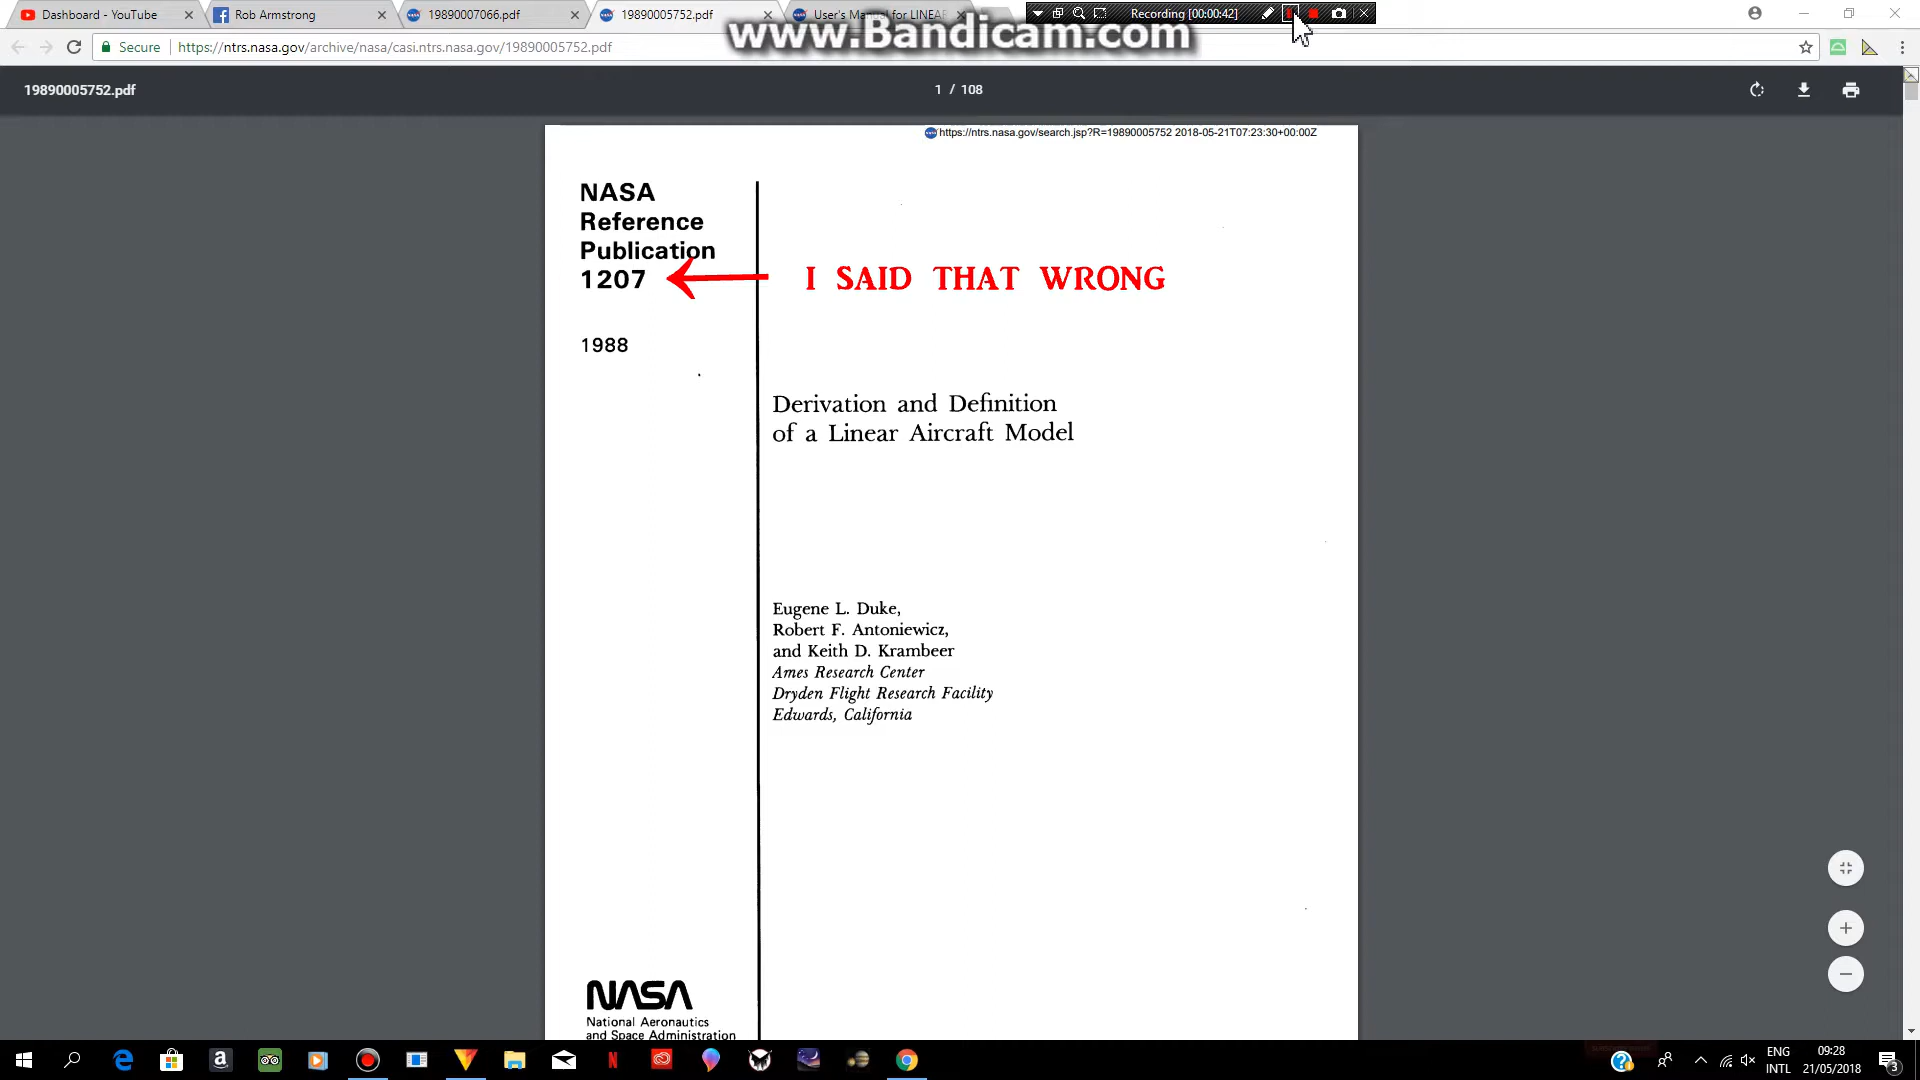 Dashboard - YouTube
Rob Armstrong
19890007066.pdf
19890005752.pdf
User's Manual for LINEAR
Recording [00:00:42]
www.Bandicam.com
Secure
https://ntrs.nasa.gov/archive/nasa/casi.ntrs.nasa.gov/19890005752.pdf
19890005752.pdf
1 / 108
https://ntrs.nasa.gov/search.jsp?R=19890005752 2018-05-21T07:23:30+00:00Z
NASA
Reference
Publication
1207
I SAID THAT WRONG
1988
Derivation and Definition
of a Linear Aircraft Model
Eugene L. Duke,
Robert F. Antoniewicz,
and Keith D. Krambeer
Ames Research Center
Dryden Flight Research Facility
Edwards, California
NASA
National Aeronautics
and Space Administration
ENG
INTL
09:28
21/05/2018
3